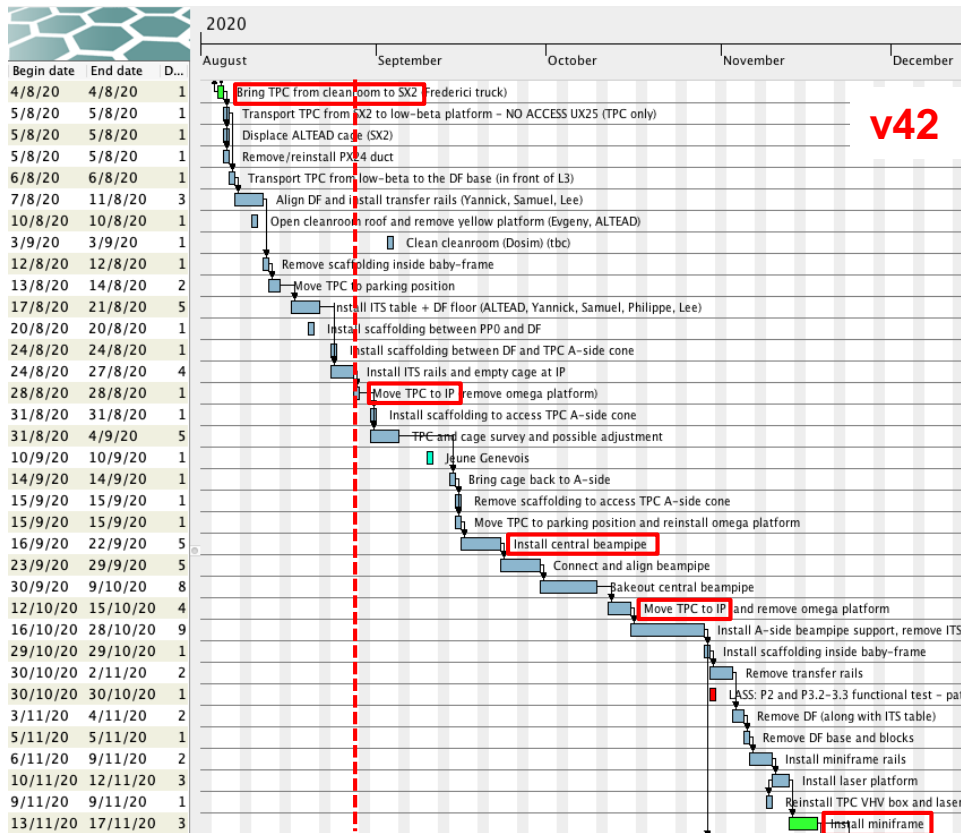 2020
August September October November December
Begin date End date D...
v42
4/8/20 4/8/20 1 Bring TPC from cleanroom to SX2 (Frederici truck)
5/8/20 5/8/20 1 Transport TPC from SX2 to low-beta platform - NO ACCESS UX25 (TPC only)
5/8/20 5/8/20 1 Displace ALTEAD cage (SX2)
5/8/20 5/8/20 1 Remove/reinstall PX24 duct
6/8/20 6/8/20 1 Transport TPC from low-beta to the DF base (in front of L3)
7/8/20 11/8/20 3 Align DF and install transfer rails (Yannick, Samuel, Lee)
10/8/20 10/8/20 1 Open cleanroom roof and remove yellow platform (Evgeny, ALTEAD)
3/9/20 3/9/20 1 Clean cleanroom (Dosim) (tbc)
12/8/20 12/8/20 1 Remove scaffolding inside baby-frame
13/8/20 14/8/20 2 Move TPC to parking position
17/8/20 21/8/20 5 Install ITS table + DF floor (ALTEAD, Yannick, Samuel, Philippe, Lee)
20/8/20 20/8/20 1 Install scaffolding between PP0 and DF
24/8/20 24/8/20 1 Install scaffolding between DF and TPC A-side cone
24/8/20 27/8/20 4 Install ITS rails and empty cage at IP
28/8/20 28/8/20 1 Move TPC to IP (remove omega platform)
31/8/20 31/8/20 1 Install scaffolding to access TPC A-side cone
31/8/20 4/9/20 5 TPC and cage survey and possible adjustment
10/9/20 10/9/20 1 Jeune Genevois
14/9/20 14/9/20 1 Bring cage back to A-side
15/9/20 15/9/20 1 Remove scaffolding to access TPC A-side cone
15/9/20 15/9/20 1 Move TPC to parking position and reinstall omega platform
16/9/20 22/9/20 5 Install central beampipe
23/9/20 29/9/20 5 Connect and align beampipe
30/9/20 9/10/20 8 Bakeout central beampipe
12/10/20 15/10/20 4 Move TPC to IP and remove omega platform
16/10/20 28/10/20 9 Install A-side beampipe support, remove ITS
29/10/20 29/10/20 1 Install scaffolding inside baby-frame
30/10/20 2/11/20 2 Remove transfer rails
30/10/20 30/10/20 1 LASS: P2 and P3.2-3.3 functional test - pa
3/11/20 4/11/20 2 Remove DF (along with ITS table)
5/11/20 5/11/20 1 Remove DF base and blocks
6/11/20 9/11/20 2 Install miniframe rails
10/11/20 12/11/20 3 Install laser platform
9/11/20 9/11/20 1 Reinstall TPC VHV box and laser
13/11/20 17/11/20 3 Install miniframe